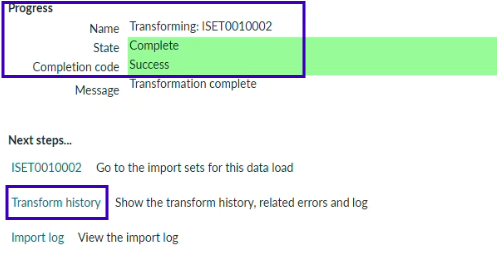 Progress
Name Transforming: ISET0010002
State Complete
Completion code Success
Message Transformation complete
Next steps...
ISET0010002 Go to the import sets for this data load
Transform history Show the transform history, related errors and log
Import log View the import log